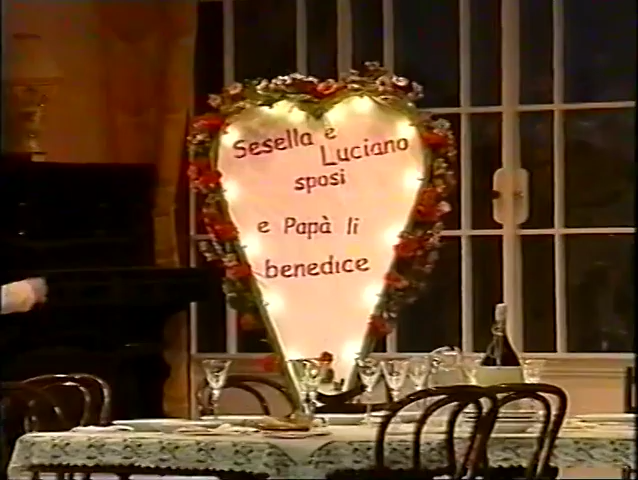 Sesella e
Luciano
sposi
e Papà li
benedice